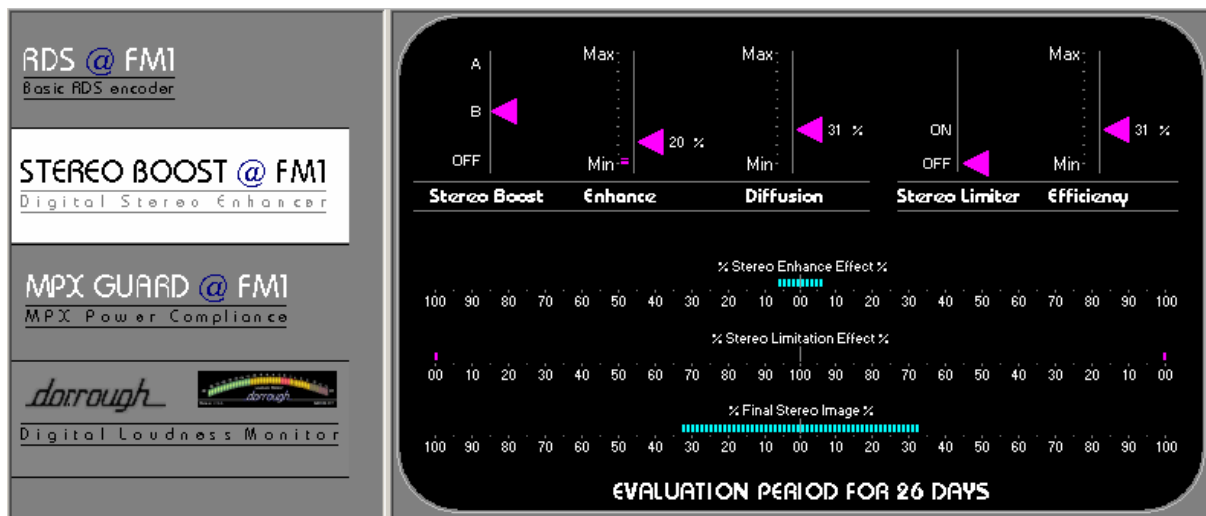 RDS @ FM1
Basic RDS encoder
STEREO BOOST @ FM1
Digital Stereo Enhancer
MPX GUARD @ FM1
MPX Power Compliance
dorrough
dorrough
Digital Loudness Monitor
A
B
OFF
Stereo Boost
Max
20 %
Min
Enhance
Max
31 %
Min
Diffusion
ON
OFF
Stereo Limiter
Max
31 %
Min
Efficiency
% Stereo Enhance Effect %
100 90 80 70 60 50 40 30 20 10 00 10 20 30 40 50 60 70 80 90 100
% Stereo Limitation Effect %
00 10 20 30 40 50 60 70 80 90 100 90 80 70 60 50 40 30 20 10 00
% Final Stereo Image %
100 90 80 70 60 50 40 30 20 10 00 10 20 30 40 50 60 70 80 90 100
EVALUATION PERIOD FOR 26 DAYS